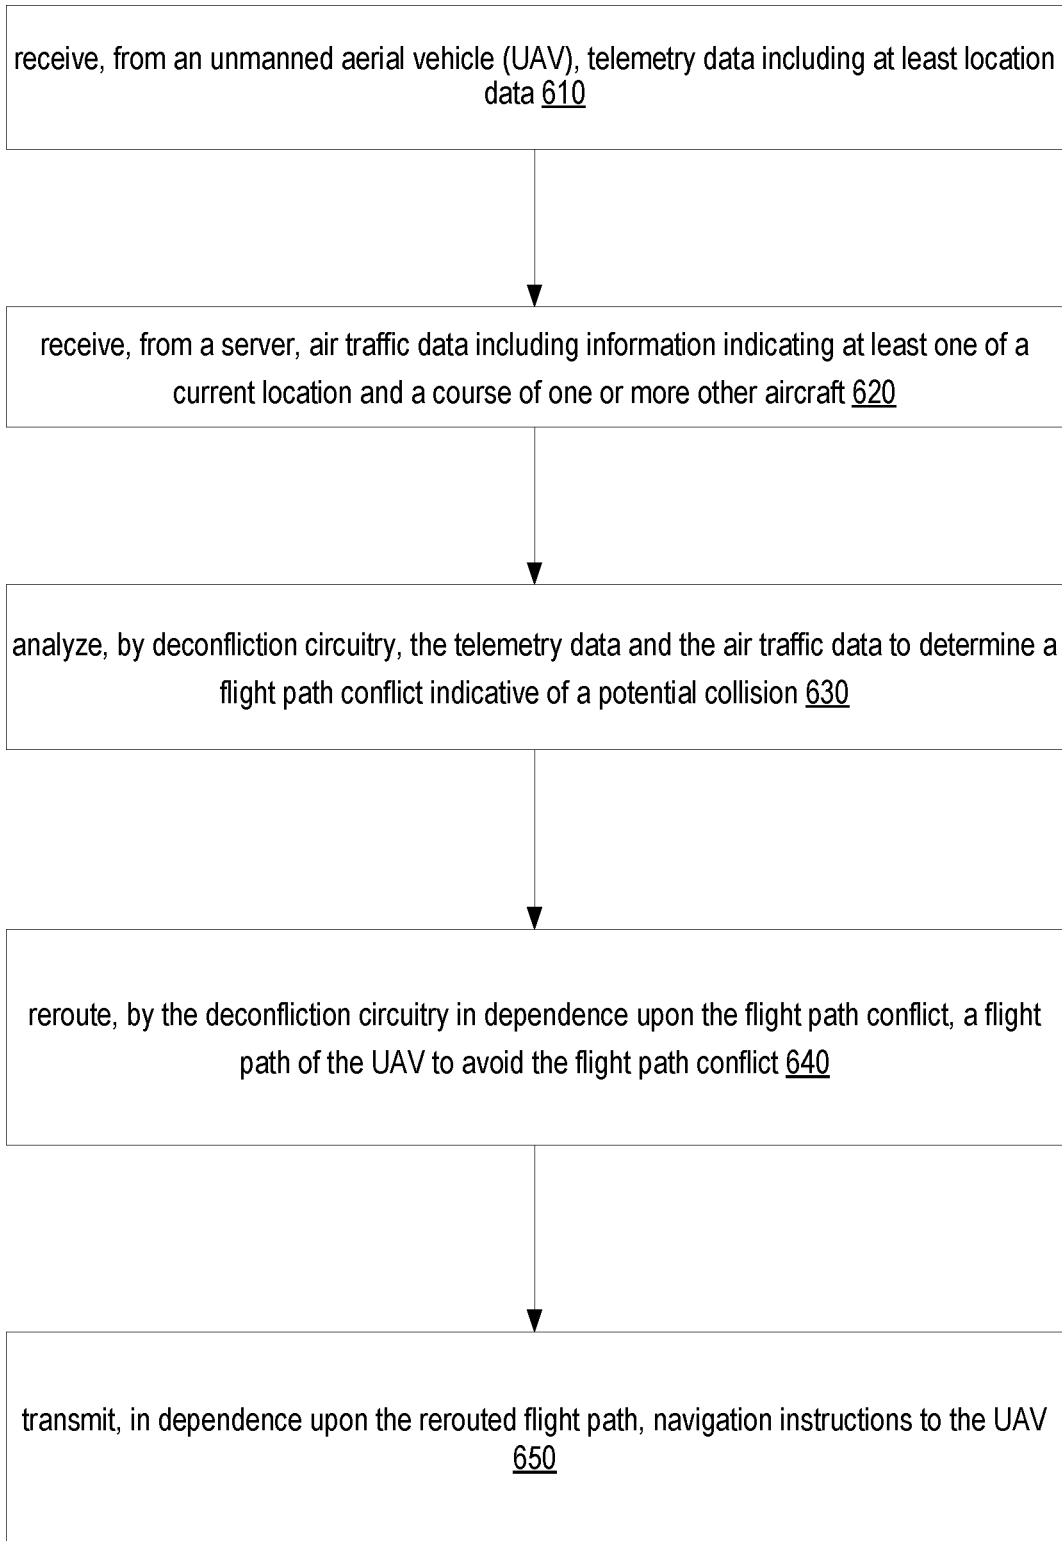 receive, from an unmanned aerial vehicle (UAV), telemetry data including at least location
data 610
receive, from a server, air traffic data including information indicating at least one of a
current location and a course of one or more other aircraft 620
analyze, by deconfliction circuitry, the telemetry data and the air traffic data to determine a
flight path conflict indicative of a potential collision 630
reroute, by the deconfliction circuitry in dependence upon the flight path conflict, a flight
path of the UAV to avoid the flight path conflict 640
transmit, in dependence upon the rerouted flight path, navigation instructions to the UAV
650